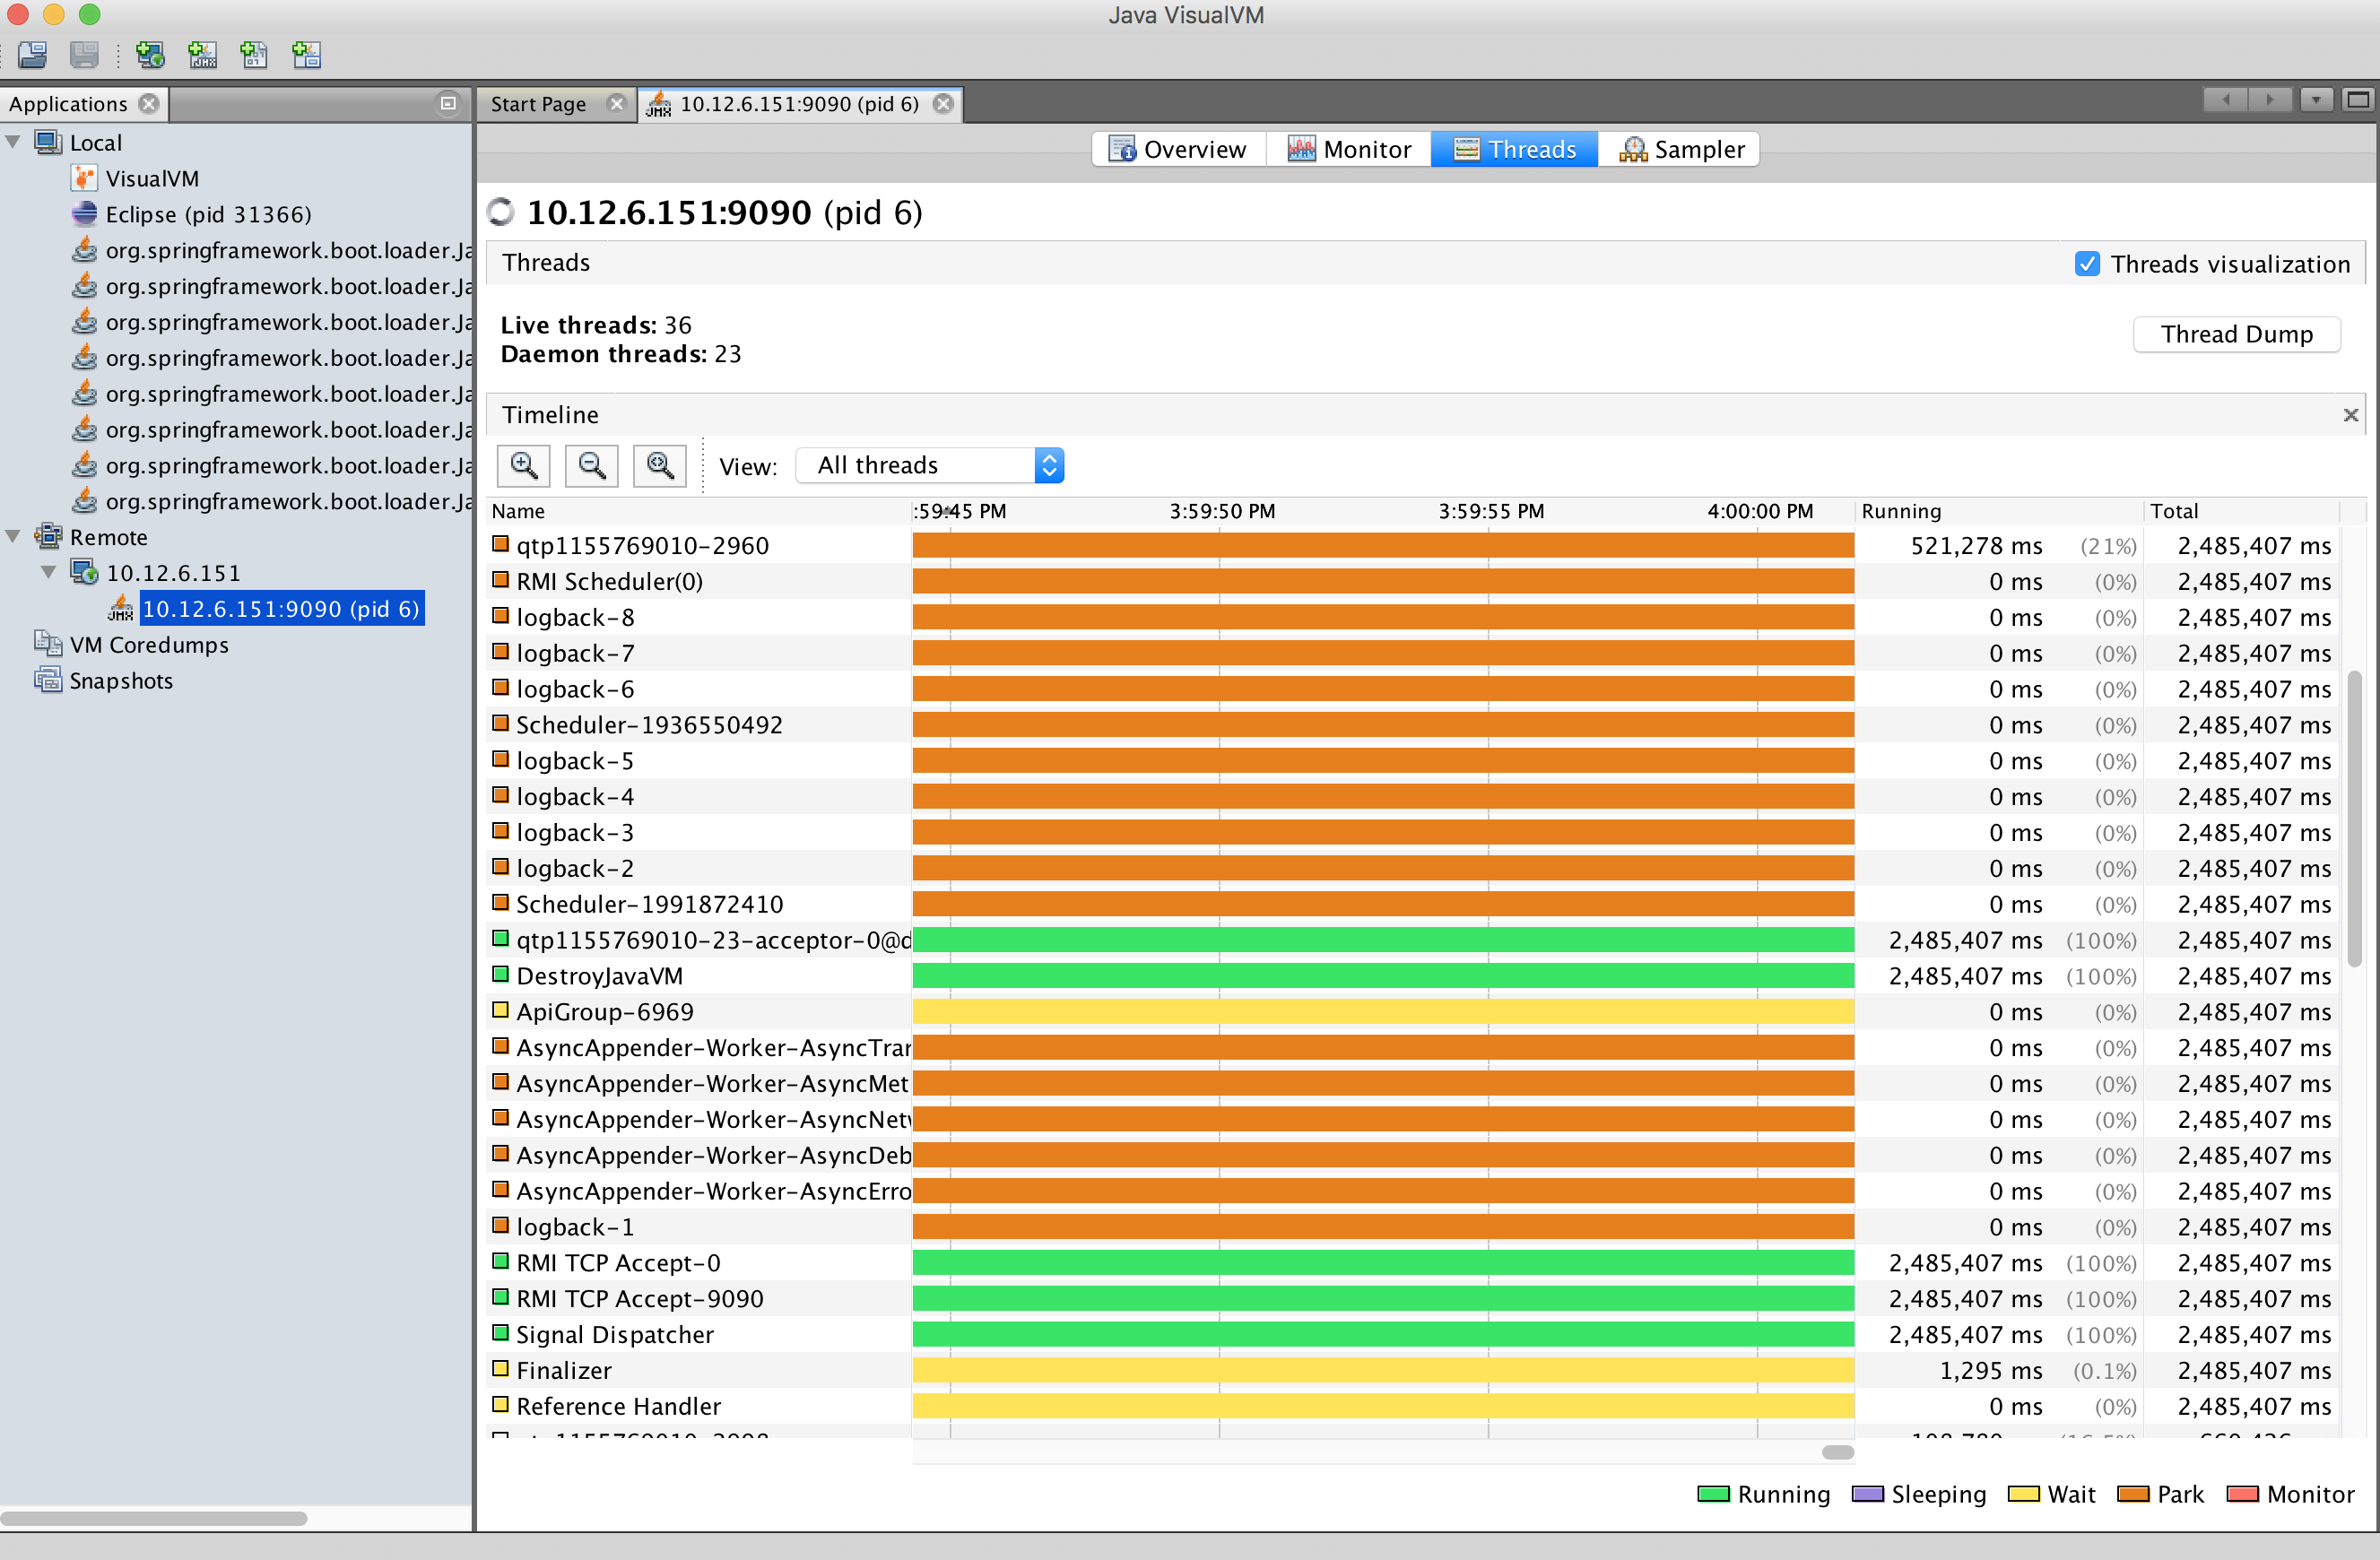 Java VisualVM
Applications
Start Page
10.12.6.151:9090 (pid 6)
Local
VisualVM
Eclipse (pid 31366)
org.springframework.boot.loader.Ja
org.springframework.boot.loader.Ja
org.springframework.boot.loader.Ja
org.springframework.boot.loader.Ja
org.springframework.boot.loader.Ja
org.springframework.boot.loader.Ja
org.springframework.boot.loader.Ja
org.springframework.boot.loader.Ja
Remote
10.12.6.151
10.12.6.151:9090 (pid 6)
VM Coredumps
Snapshots
Overview Monitor Threads Sampler
10.12.6.151:9090 (pid 6)
Threads Threads visualization
Live threads: 36
Daemon threads: 23
Thread Dump
Timeline
View: All threads
Name :59:45 PM 3:59:50 PM 3:59:55 PM 4:00:00 PM Running Total
qtp1155769010-2960 521,278 ms (21%) 2,485,407 ms
RMI Scheduler(0) 0 ms (0%) 2,485,407 ms
logback-8 0 ms (0%) 2,485,407 ms
logback-7 0 ms (0%) 2,485,407 ms
logback-6 0 ms (0%) 2,485,407 ms
Scheduler-1936550492 0 ms (0%) 2,485,407 ms
logback-5 0 ms (0%) 2,485,407 ms
logback-4 0 ms (0%) 2,485,407 ms
logback-3 0 ms (0%) 2,485,407 ms
logback-2 0 ms (0%) 2,485,407 ms
Scheduler-1991872410 0 ms (0%) 2,485,407 ms
qtp1155769010-23-acceptor-0@d 2,485,407 ms (100%) 2,485,407 ms
DestroyJavaVM 2,485,407 ms (100%) 2,485,407 ms
ApiGroup-6969 0 ms (0%) 2,485,407 ms
AsyncAppender-Worker-AsyncTrar 0 ms (0%) 2,485,407 ms
AsyncAppender-Worker-AsyncMet 0 ms (0%) 2,485,407 ms
AsyncAppender-Worker-AsyncNetw 0 ms (0%) 2,485,407 ms
AsyncAppender-Worker-AsyncDeb 0 ms (0%) 2,485,407 ms
AsyncAppender-Worker-AsyncErro 0 ms (0%) 2,485,407 ms
logback-1 0 ms (0%) 2,485,407 ms
RMI TCP Accept-0 2,485,407 ms (100%) 2,485,407 ms
RMI TCP Accept-9090 2,485,407 ms (100%) 2,485,407 ms
Signal Dispatcher 2,485,407 ms (100%) 2,485,407 ms
Finalizer 1,295 ms (0.1%) 2,485,407 ms
Reference Handler 0 ms (0%) 2,485,407 ms
Running Sleeping Wait Park Monitor